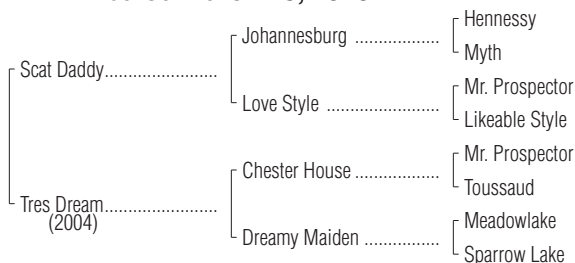 Hennessy
Johannesburg ...................
Myth
Scat Daddy.........................
Mr. Prospector
Love Style .........................
Likeable Style
Mr. Prospector
Chester House ...................
Toussaud
Tres Dream.........................
(2004)
Meadowlake
Dreamy Maiden .................
Sparrow Lake